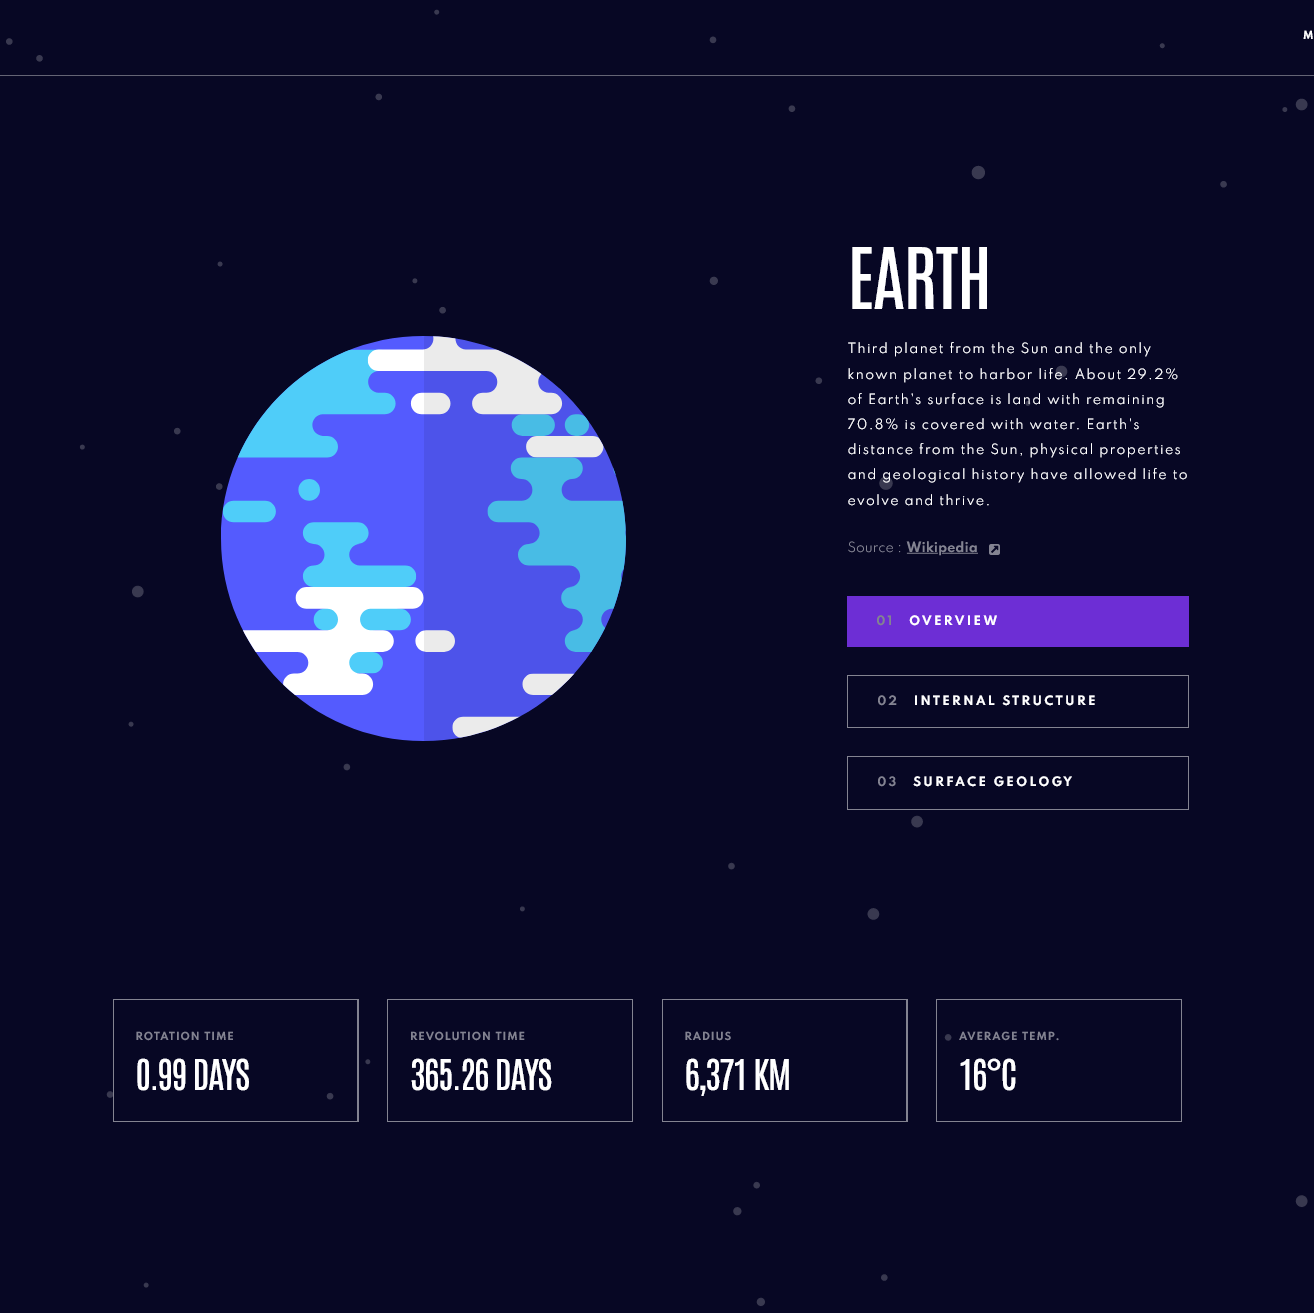 M
EARTH
Third planet from the Sun and the only
known planet to harbor life. About 29.2%
of Earth's surface is land with remaining
70.8% is covered with water. Earth's
distance from the Sun, physical properties
and geological history have allowed life to
evolve and thrive.
Source : Wikipedia
01 OVERVIEW
02 INTERNAL STRUCTURE
03 SURFACE GEOLOGY
ROTATION TIME
0.99 DAYS
REVOLUTION TIME
365.26 DAYS
RADIUS
6,371 KM
AVERAGE TEMP.
16°C